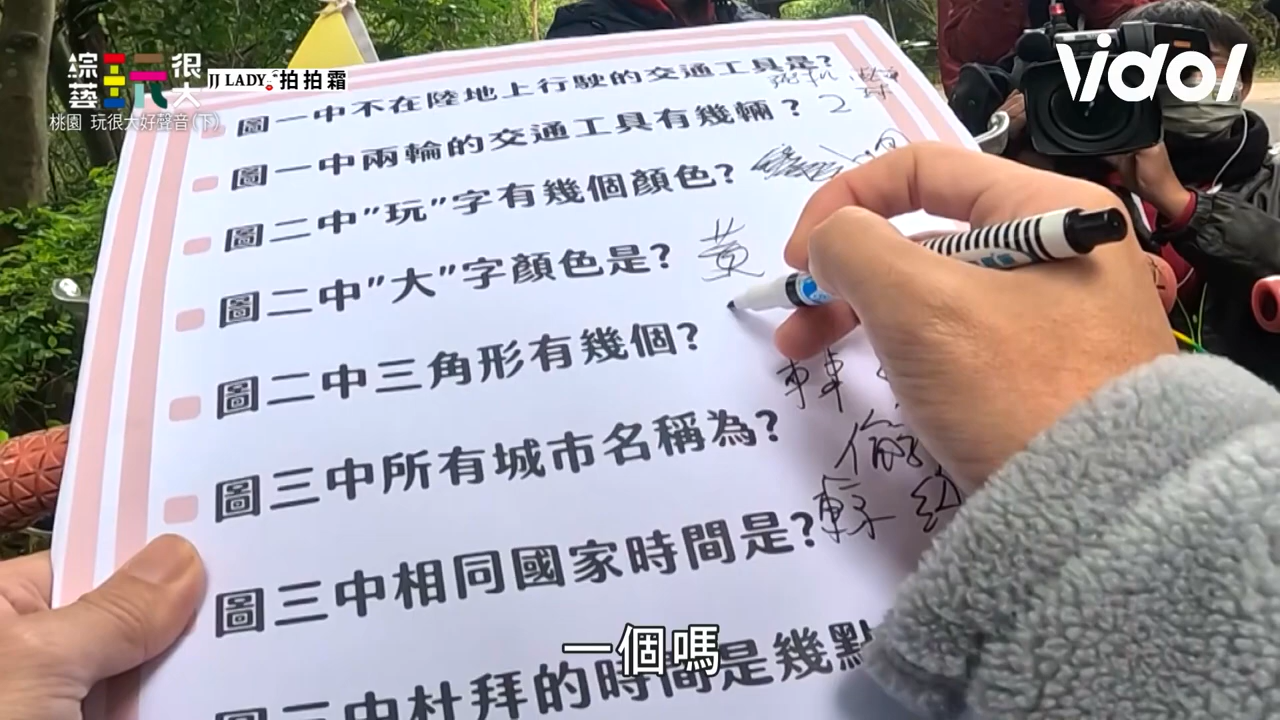 綜藝玩很大
JJ LADY 拍拍霜
桃園 玩很大好聲音(下)
Vidol
圖一中不在陸地上行駛的交通工具是?
圖一中兩輪的交通工具有幾輛? 2
圖二中"玩"字有幾個顏色?
圖二中"大"字顏色是? 黃
圖二中三角形有幾個?
圖三中所有城市名稱為?
圖三中相同國家時間是?
圖三中杜拜的時間是幾點
一個嗎